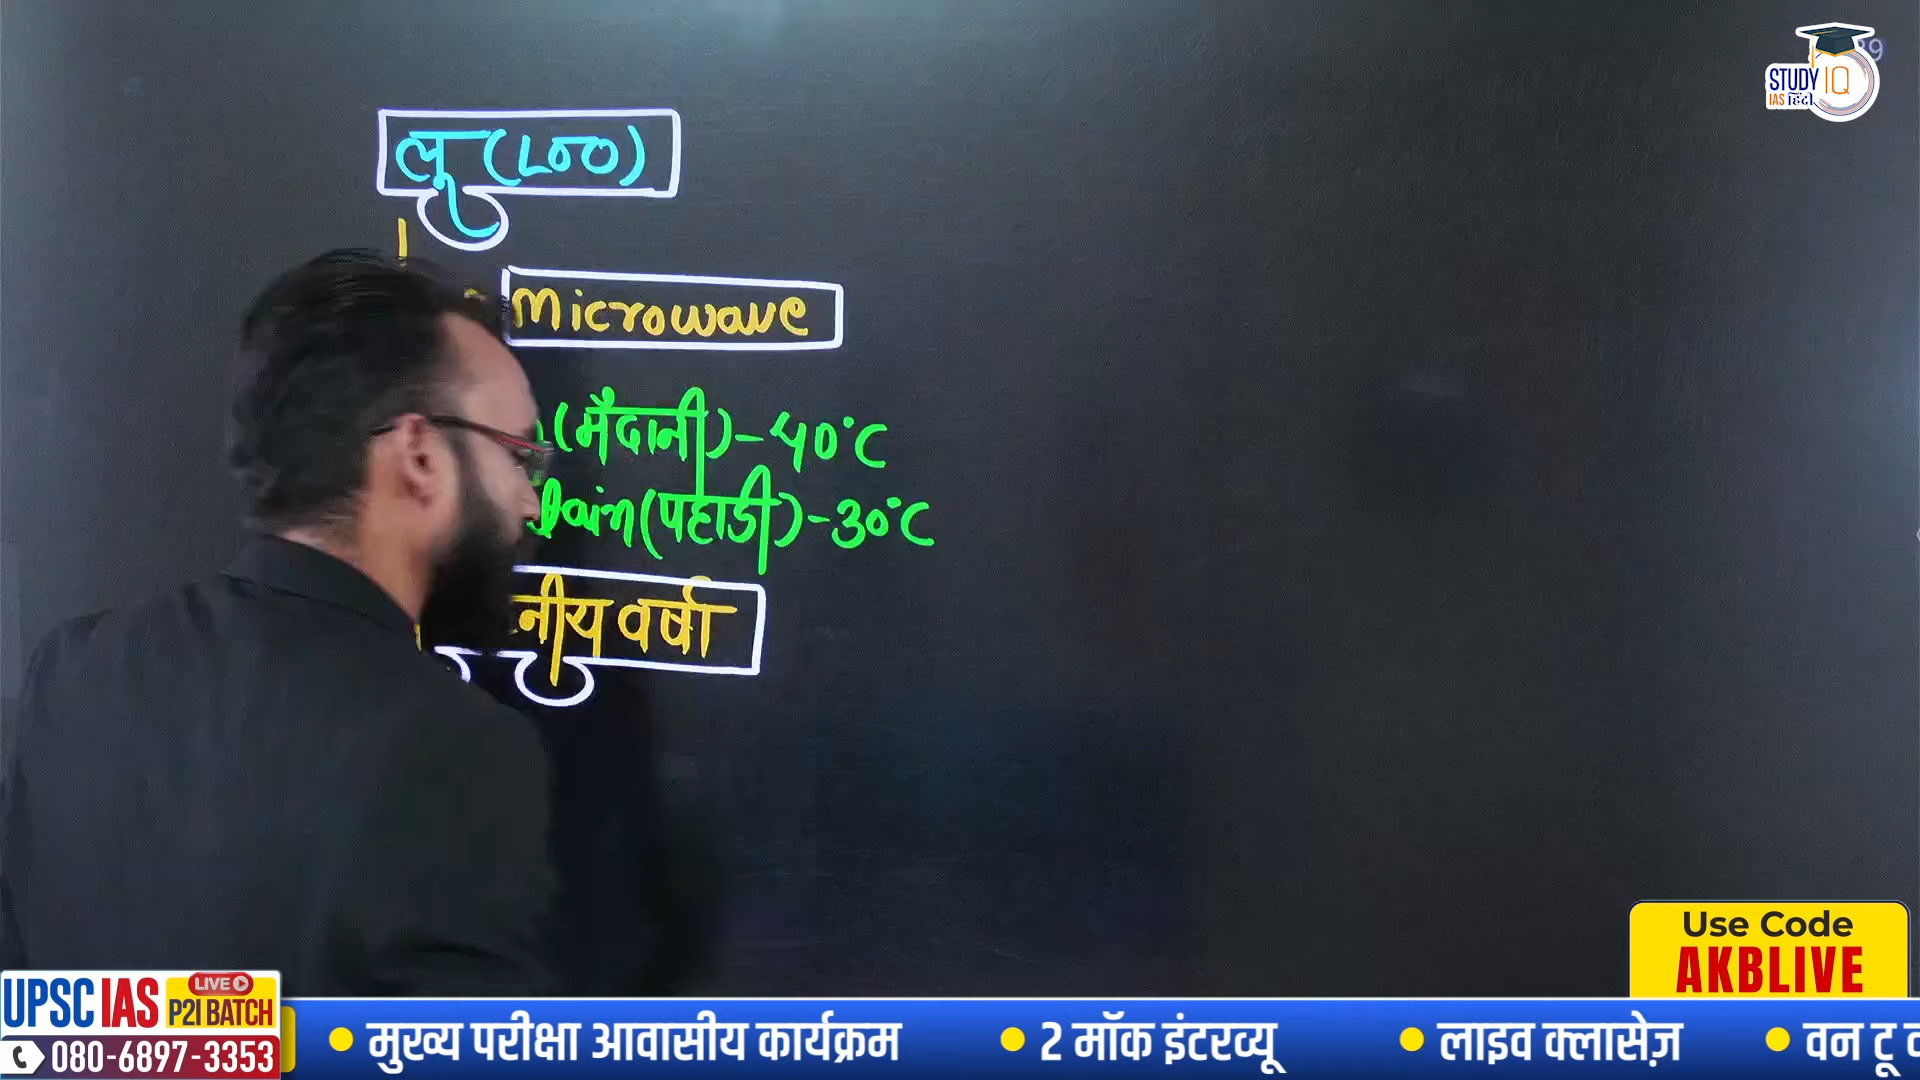 STUDY IQ
IAS हिंदी
लू (Loo)
Microwave
(मैदानी) - 40°C
(पहाडी) - 30°C
वर्षा
Use Code
AKBLIVE
UPSC IAS LIVE
P2I BATCH
080-6897-3353
मुख्य परीक्षा आवासीय कार्यक्रम
2 मॉक इंटरव्यू
लाइव क्लासेज़
वन टू